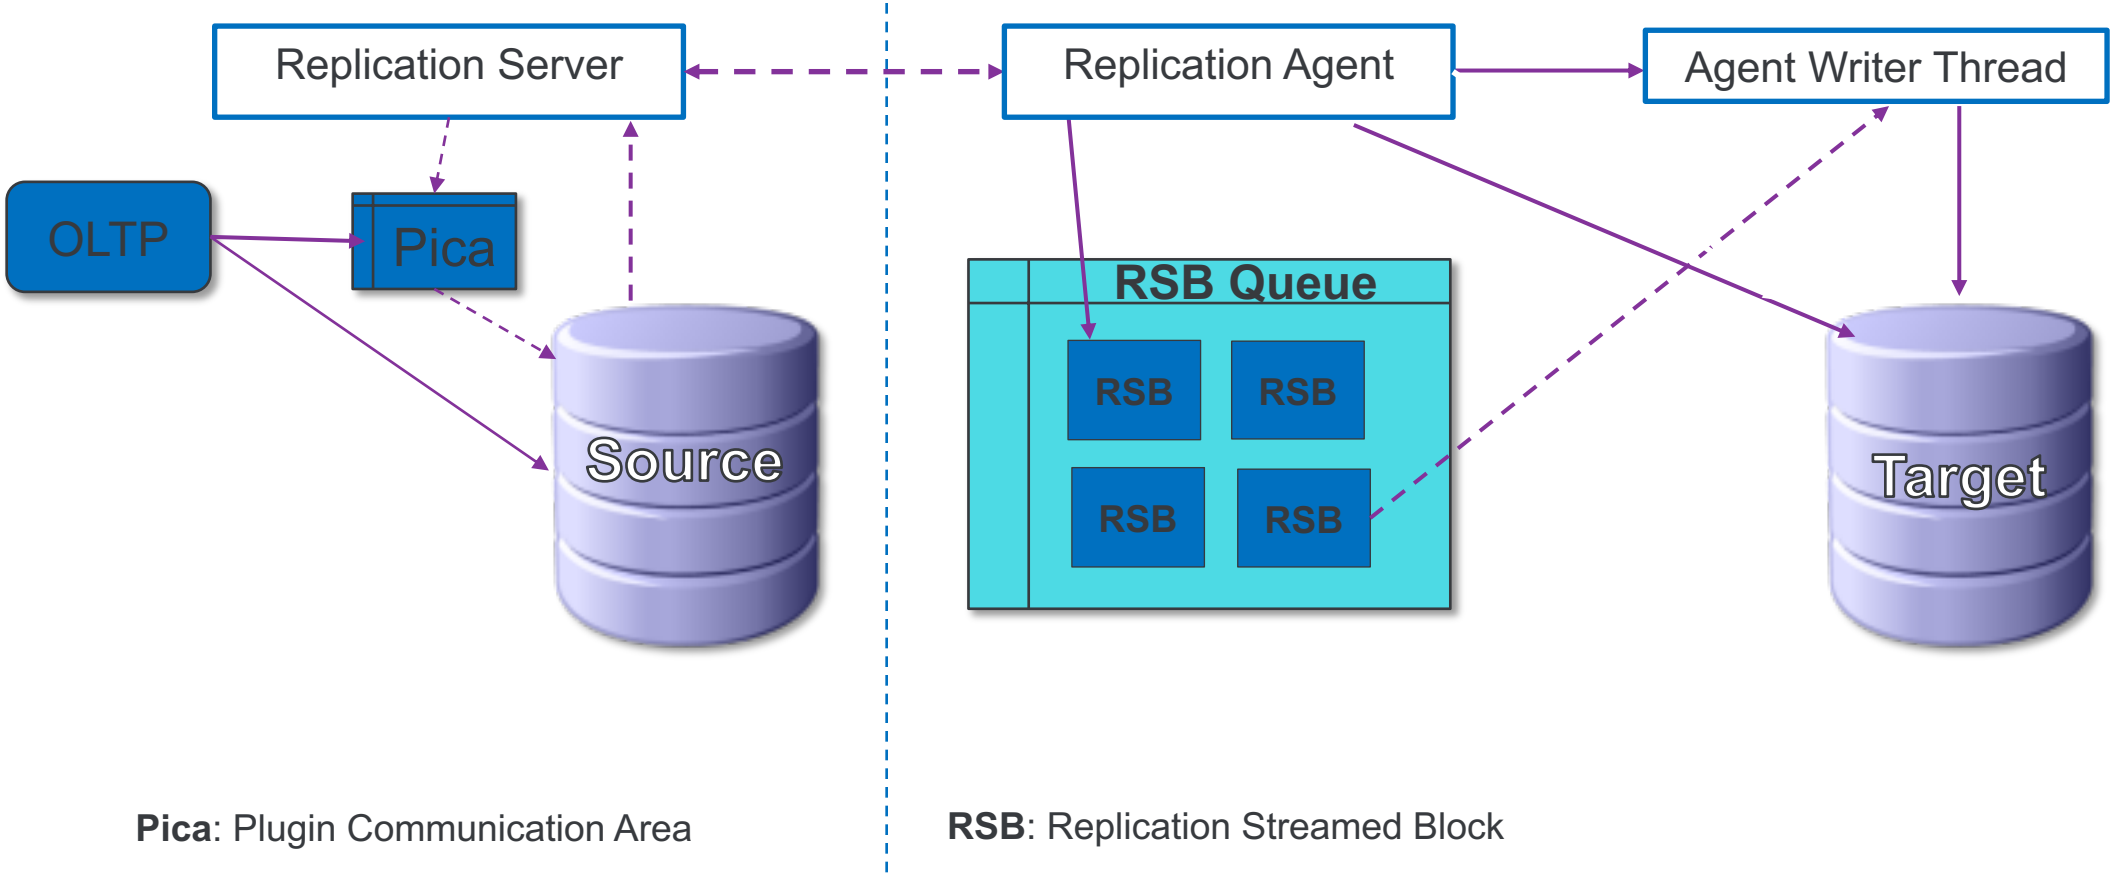 Replication Server
Replication Agent
Agent Writer Thread
OLTP
Pica
RSB Queue
RSB
RSB
Source
Target
RSB
RSB
Pica: Plugin Communication Area
RSB: Replication Streamed Block